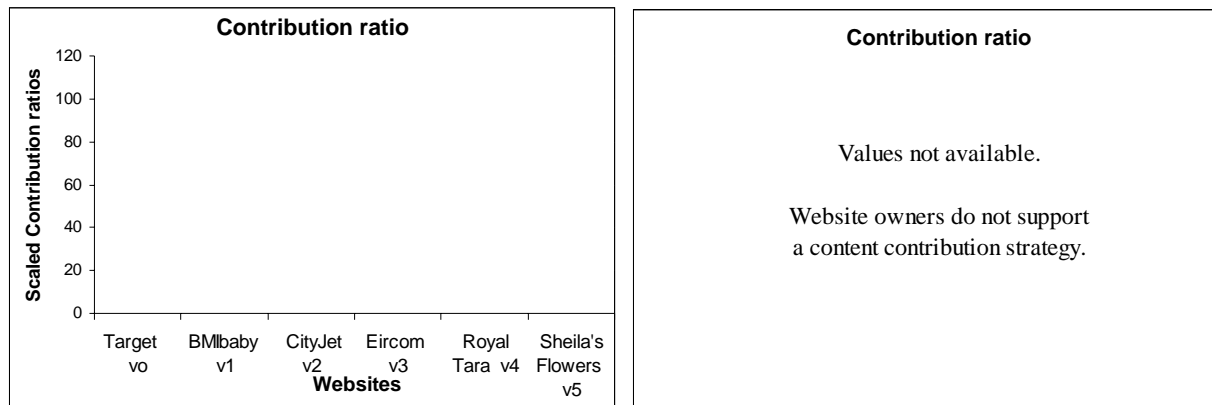 Contribution ratio
Scaled Contribution ratios
120
100
80
60
40
20
0
Target BMIbaby CityJet Eircom Royal Sheila's
vo v1 v2 v3 Tara v4 Flowers
v5
Websites
Contribution ratio
Values not available.
Website owners do not support
a content contribution strategy.